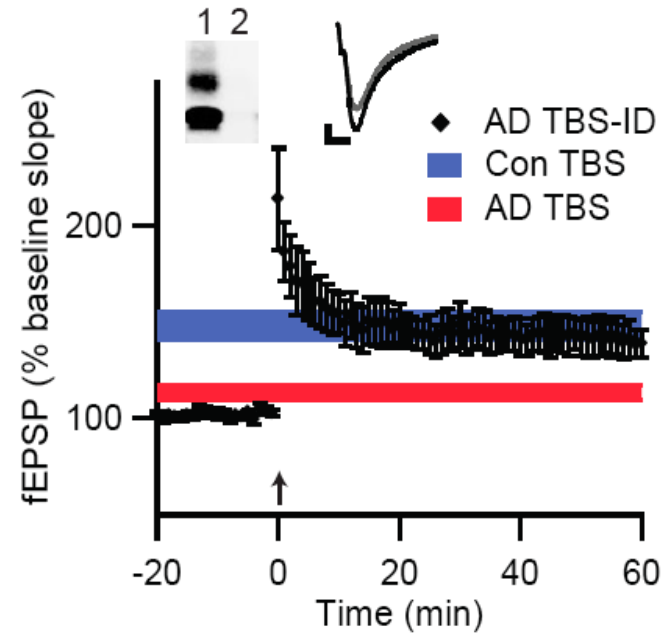 1 2
AD TBS-ID
Con TBS
AD TBS
fEPSP (% baseline slope)
200
100
-20 0 20 40 60
Time (min)